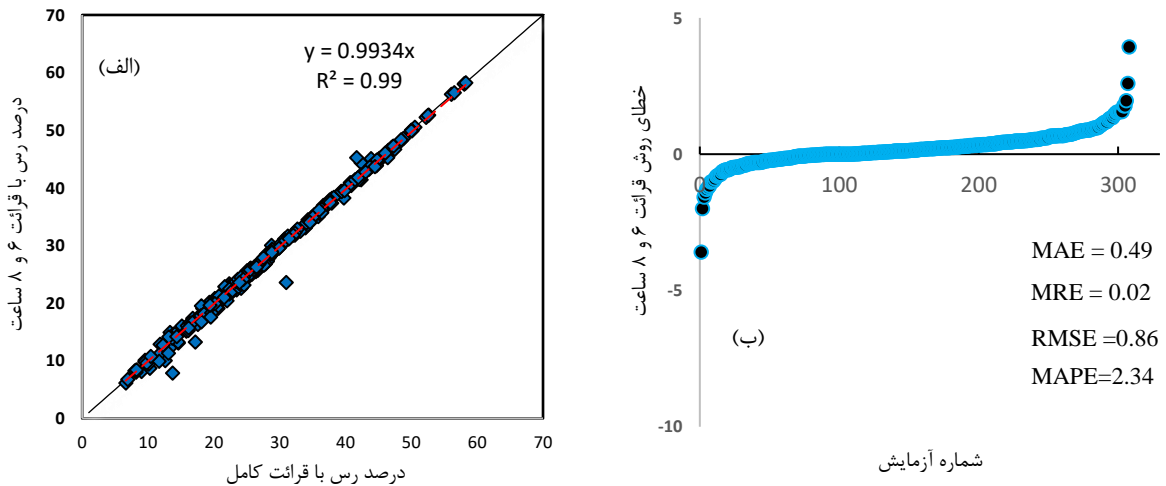 70
60
50
40
30
20
10
0
0 10 20 30 40 50 60 70
y = 0.9934x
R² = 0.99
(الف)
درصد رس با قرائت ۶ و ۸ ساعت
درصد رس با قرائت کامل
5
0
-5
-10
0 100 200 300
خطای روش قرائت ۶ و ۸ ساعت
MAE = 0.49
MRE = 0.02
RMSE =0.86
MAPE=2.34
(ب)
شماره آزمایش